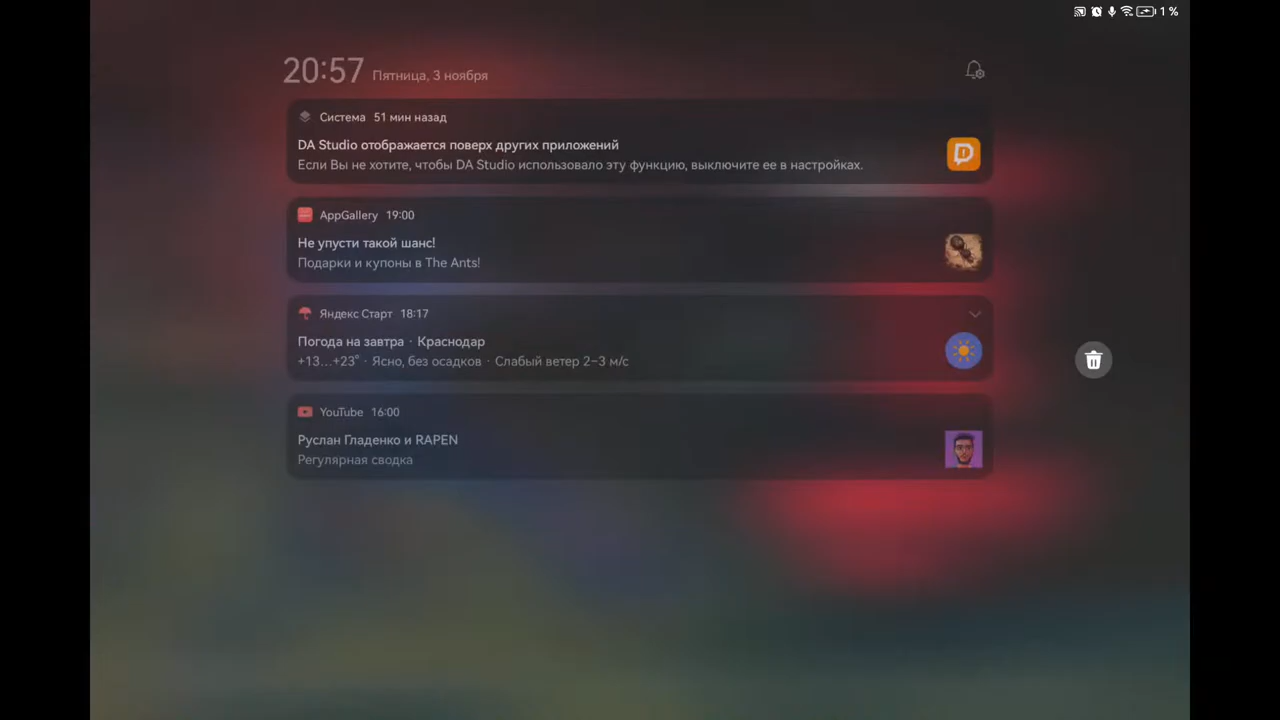 1 %
20:57 Пятница, 3 ноября
Система 51 мин назад
DA Studio отображается поверх других приложений
Если Вы не хотите, чтобы DA Studio использовало эту функцию, выключите ее в настройках.
AppGallery 19:00
Не упусти такой шанс!
Подарки и купоны в The Ants!
Яндекс Старт 18:17
Погода на завтра · Краснодар
+13...+23° · Ясно, без осадков · Слабый ветер 2–3 м/с
YouTube 16:00
Руслан Гладенко и RAPEN
Регулярная сводка